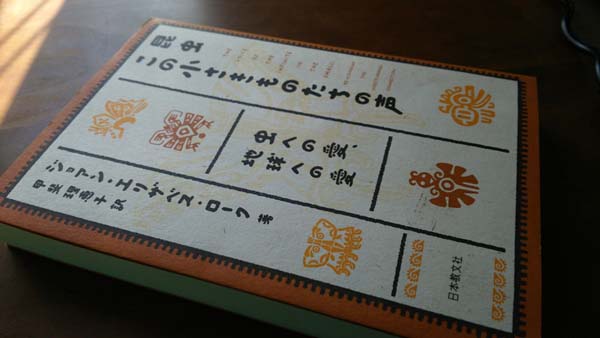 昆虫
この小さきものたちの声
虫への愛、
地球への愛
ジョアン・エリザベス・ローク 著
甲斐理恵子 訳
日本教文社